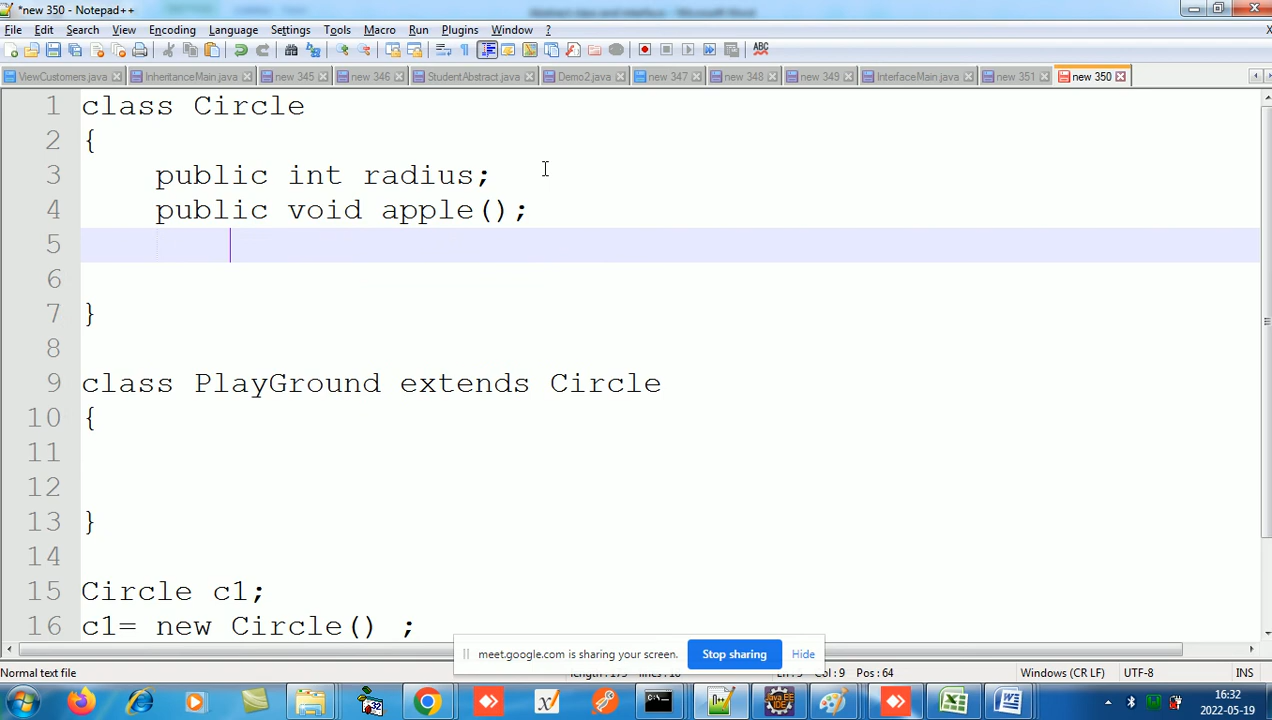 *new 350 - Notepad++
File Edit Search View Encoding Language Settings Tools Macro Run Plugins Window ?
ViewCustomers.java InheritanceMain.java new 345 new 346 StudentAbstract.java Demo2.java new 347 new 348 new 349 InterfaceMain.java new 351 new 350
1 class Circle
2 {
3 public int radius;
4 public void apple();
5
6
7 }
8
9 class PlayGround extends Circle
10 {
11
12
13 }
14
15 Circle c1;
16 c1= new Circle() ;
meet.google.com is sharing your screen. Stop sharing Hide
Normal text file Col : 9 Pos : 64 Windows (CR LF) UTF-8 INS
16:32
2022-05-19